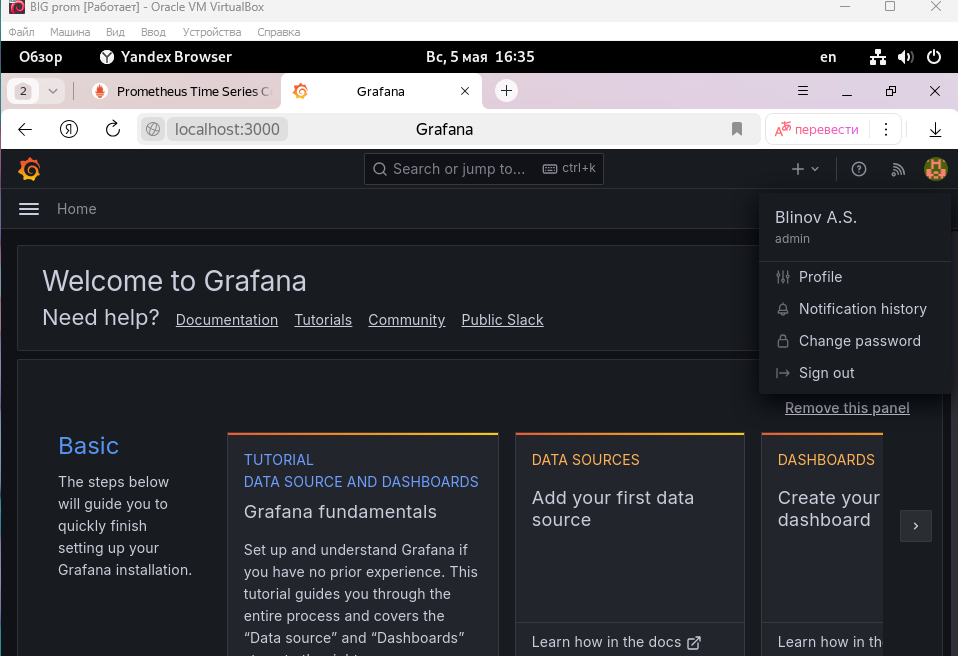 BIG prom [Работает] - Oracle VM VirtualBox
Файл Машина Вид Ввод Устройства Справка
Обзор Yandex Browser Вс, 5 мая 16:35 en
2 Prometheus Time Series C Grafana
Я localhost:3000 Grafana перевести
Search or jump to... ctrl+k
Home
Blinov A.S.
admin
Profile
Notification history
Change password
Sign out
Welcome to Grafana
Need help? Documentation Tutorials Community Public Slack
Remove this panel
Basic
The steps below
will guide you to
quickly finish
setting up your
Grafana installation.
TUTORIAL
DATA SOURCE AND DASHBOARDS
Grafana fundamentals
Set up and understand Grafana if
you have no prior experience. This
tutorial guides you through the
entire process and covers the
“Data source” and “Dashboards”
DATA SOURCES
Add your first data
source
Learn how in the docs
DASHBOARDS
Create your
dashboard
Learn how in th